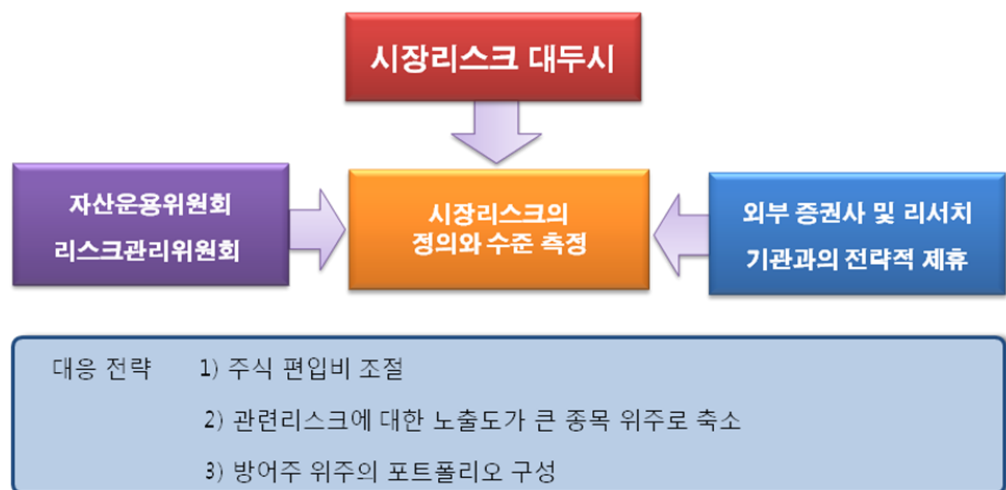 시장리스크 대두시
자산운용위원회
리스크관리위원회
시장리스크의
정의와 수준 측정
외부 증권사 및 리서치
기관과의 전략적 제휴
대응 전략 1) 주식 편입비 조절
2) 관련리스크에 대한 노출도가 큰 종목 위주로 축소
3) 방어주 위주의 포트폴리오 구성